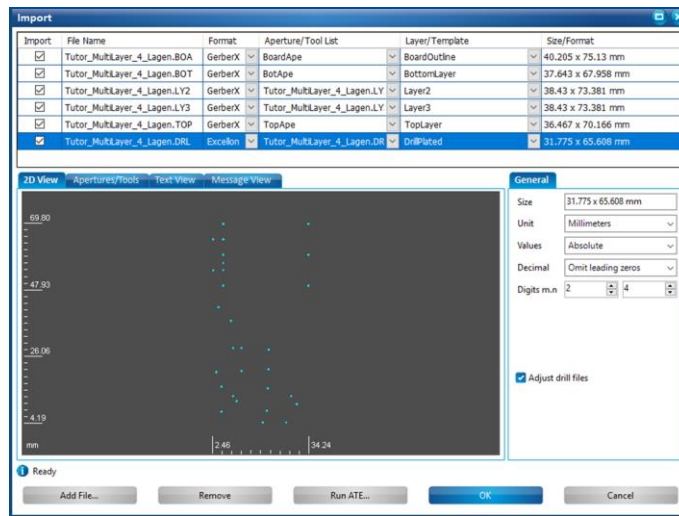 Import
Import File Name Format Aperture/Tool List Layer/Template Size/Format
Tutor_MultiLayer_4_Lagen.BOA GerberX BoardApe BoardOutline 40.205 x 75.13 mm
Tutor_MultiLayer_4_Lagen.BOT GerberX BotApe BottomLayer 37.643 x 67.958 mm
Tutor_MultiLayer_4_Lagen.LY2 GerberX Tutor_MultiLayer_4_Lagen.LY Layer2 38.43 x 73.381 mm
Tutor_MultiLayer_4_Lagen.LY3 GerberX Tutor_MultiLayer_4_Lagen.LY Layer3 38.43 x 73.381 mm
Tutor_MultiLayer_4_Lagen.TOP GerberX TopApe TopLayer 36.467 x 70.166 mm
Tutor_MultiLayer_4_Lagen.DRL Excellon Tutor_MultiLayer_4_Lagen.DR DrillPlated 31.775 x 65.608 mm
2D View Apertures/Tools Text View Message View General
Size 31.775 x 65.608 mm
69.80
Unit Millimeters
Values Absolute
Decimal Omit leading zeros
47.93
Digits m.n 2 4
26.06
Adjust drill files
4.19
mm 2.46 34.24
Ready
Add File... Remove Run ATE... OK Cancel